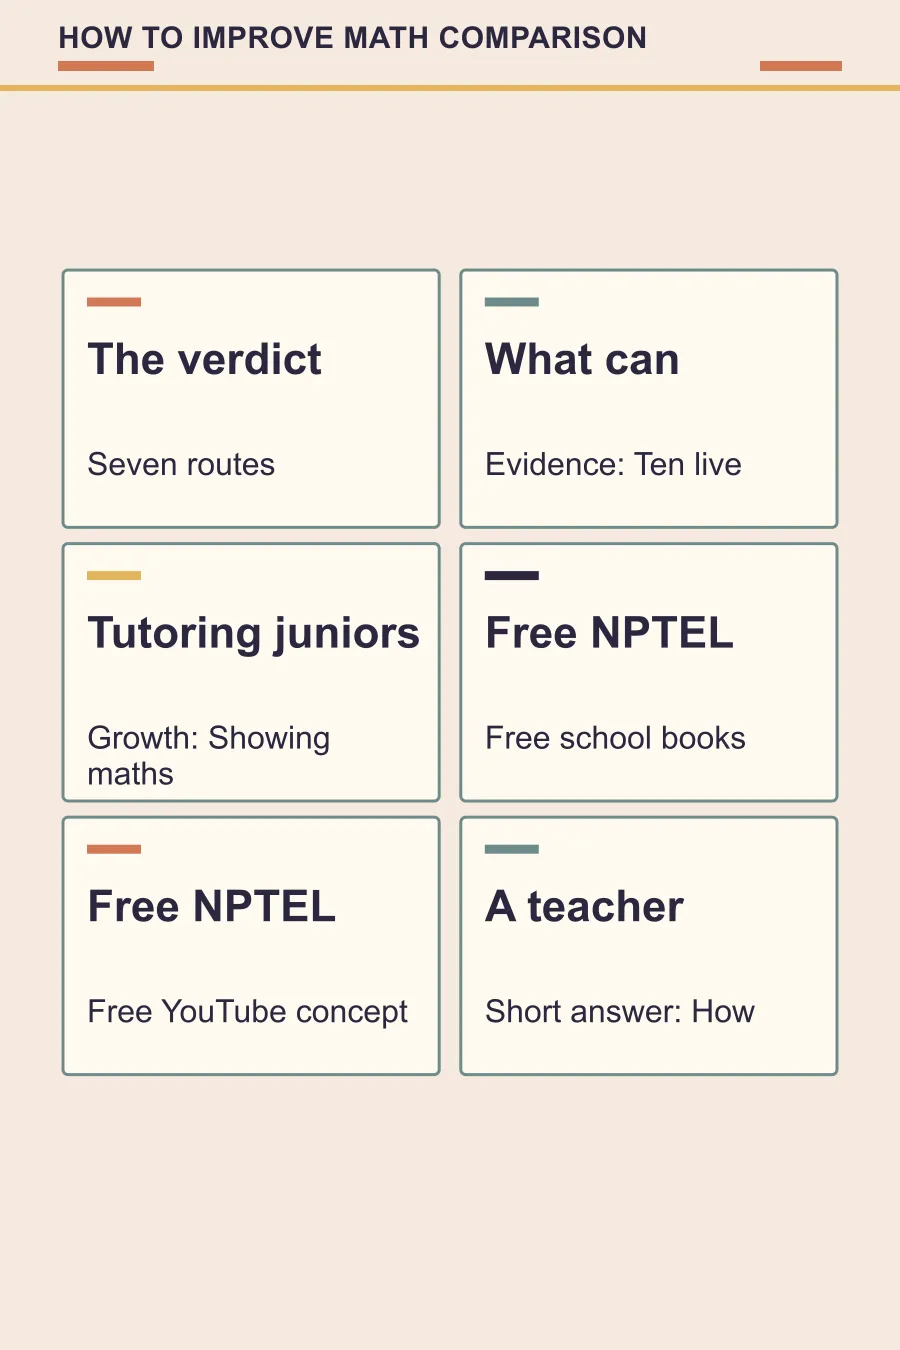 HOW TO IMPROVE MATH COMPARISON
The verdict
Seven routes
What can
Evidence: Ten live
Tutoring juniors
Growth: Showing
maths
Free NPTEL
Free school books
Free NPTEL
Free YouTube concept
A teacher
Short answer: How